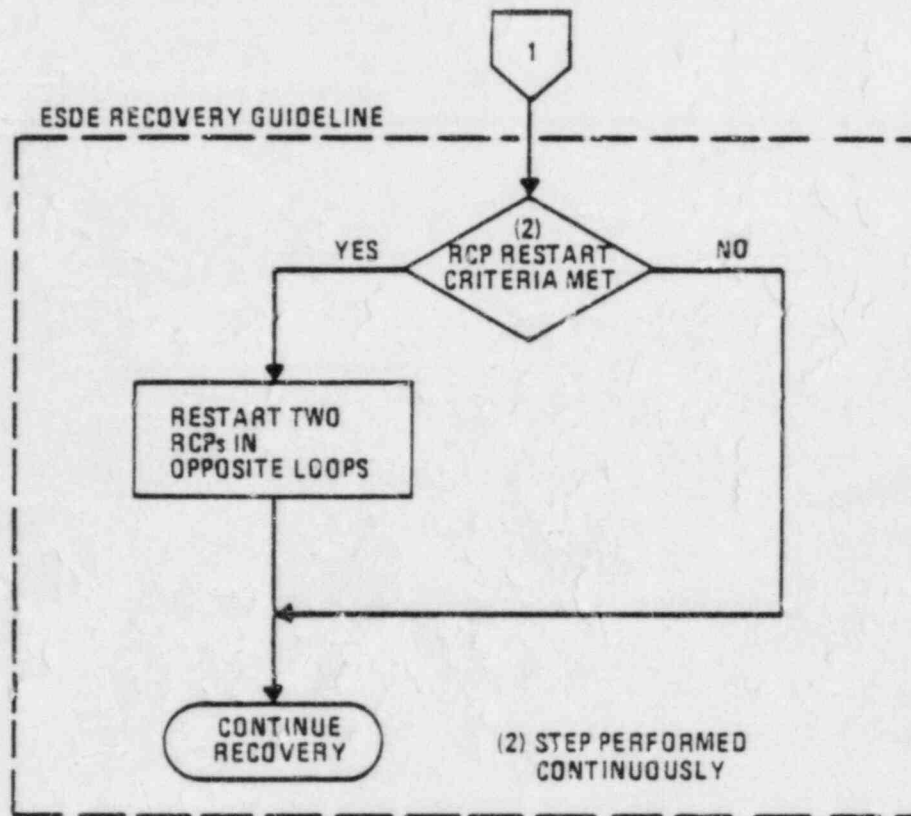 1
ESDE RECOVERY GUIDELINE
(2)
RCP RESTART
CRITERIA MET
YES
NO
RESTART TWO
RCPs IN
OPPOSITE LOOPS
CONTINUE
RECOVERY
(2) STEP PERFORMED
CONTINUOUSLY